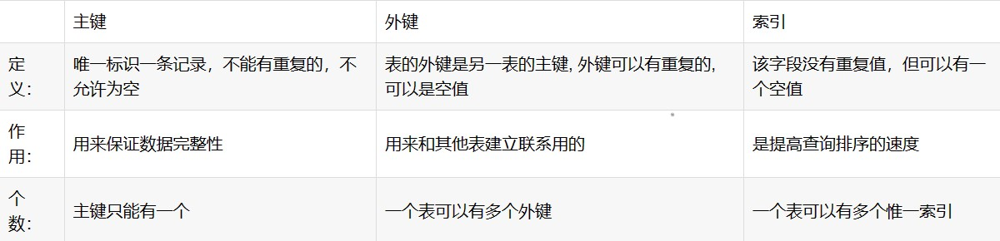 主键 外键 索引
定 唯一标识一条记录，不能有重复的，不 表的外键是另一表的主键, 外键可以有重复的, 该字段没有重复值，但可以有一
义： 允许为空 可以是空值 个空值
作
用： 用来保证数据完整性 用来和其他表建立联系用的 是提高查询排序的速度
个
数： 主键只能有一个 一个表可以有多个外键 一个表可以有多个惟一索引